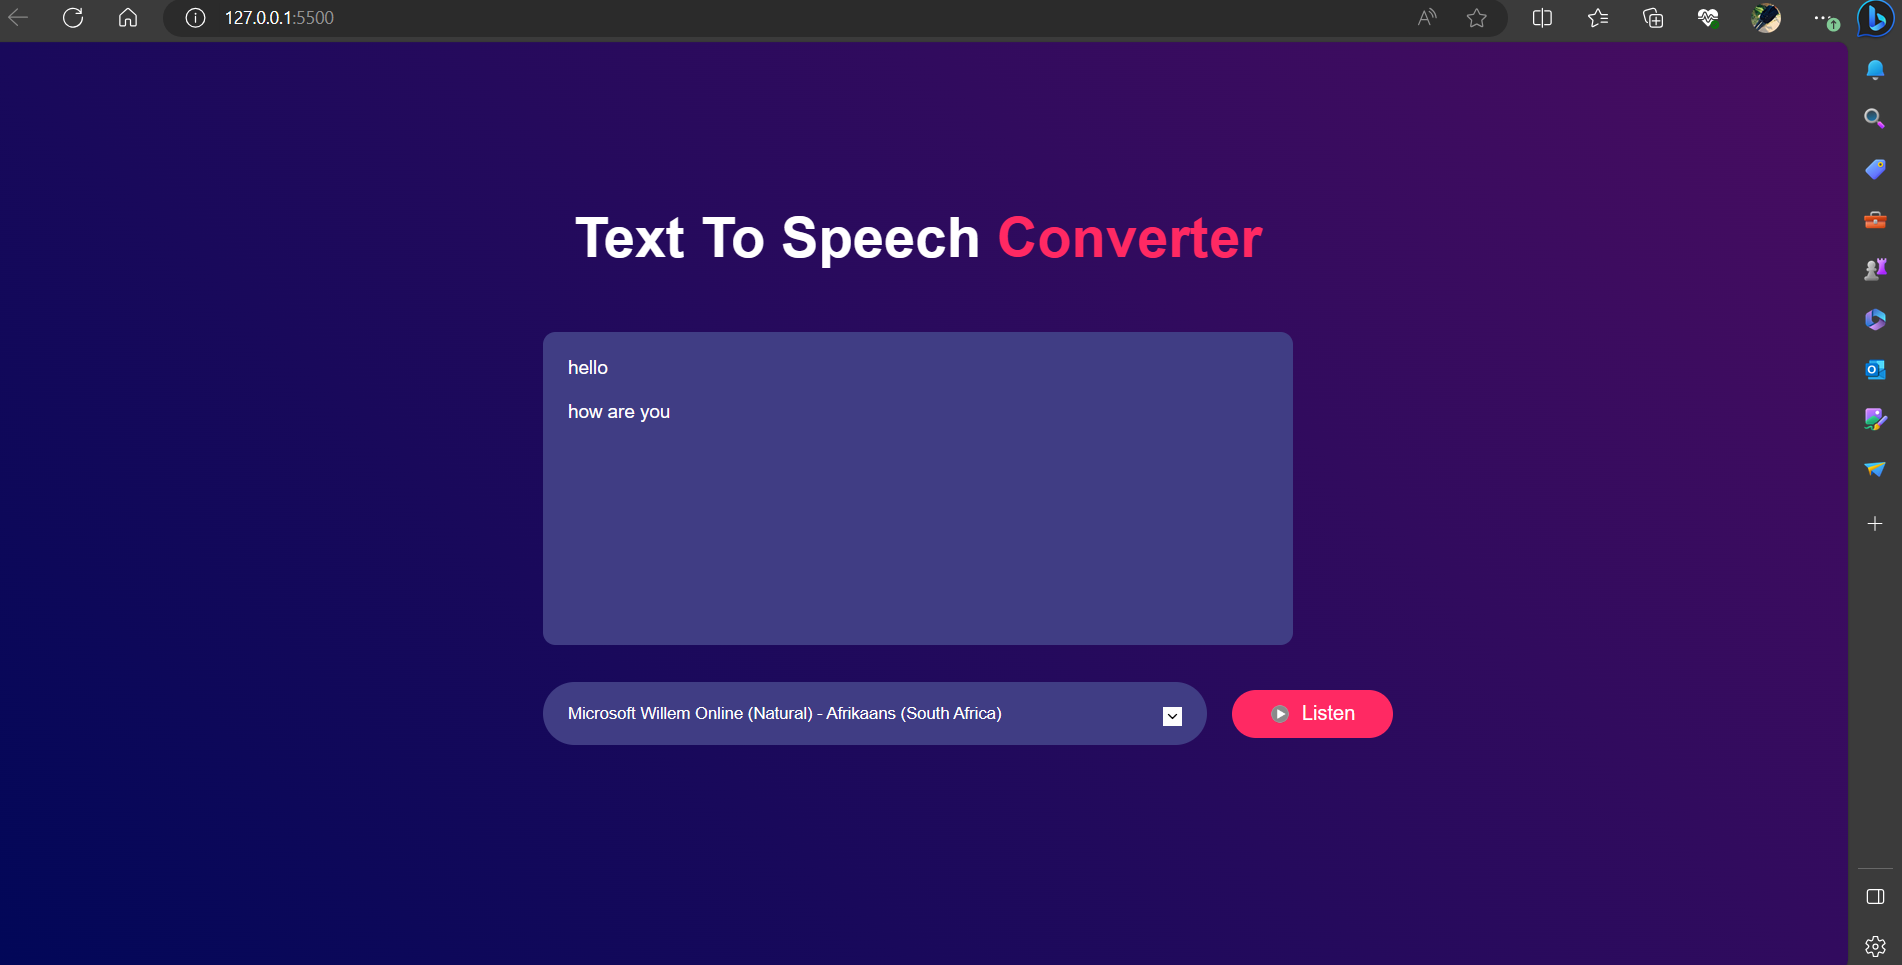 127.0.0.1:5500
Text To Speech Converter
hello
how are you
Microsoft Willem Online (Natural) - Afrikaans (South Africa)
Listen